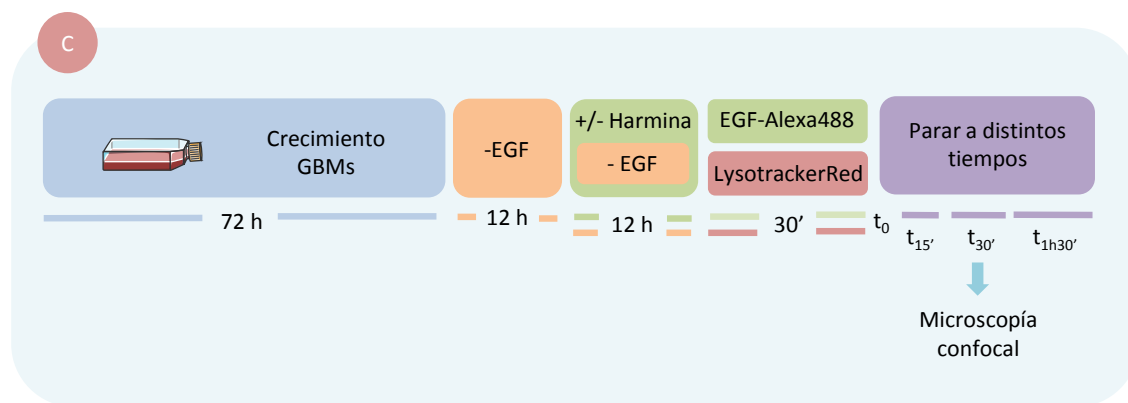 C
Crecimiento
GBMs
-EGF
+/- Harmina
- EGF
EGF-Alexa488
LysotrackerRed
Parar a distintos
tiempos
72 h
12 h
12 h
30’
t0
t15’
t30’
t1h30’
Microscopía
confocal